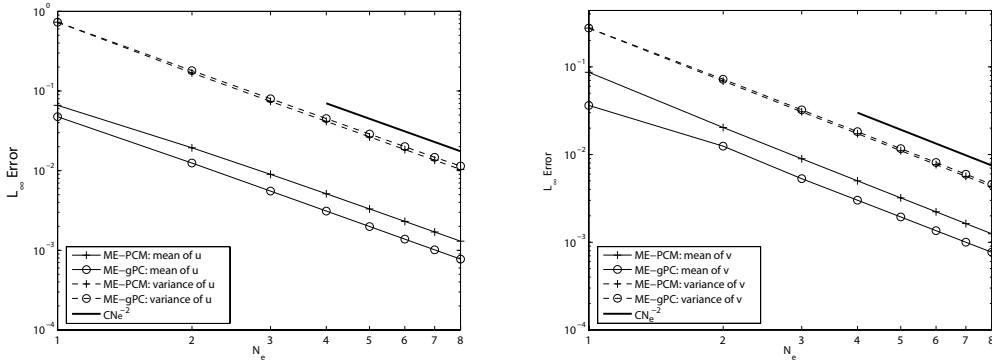 10^0
10^-1
10^-2
10^-3
10^-4
L∞ Error
1 2 3 4 5 6 7 8
N_e
ME−PCM: mean of u
ME−gPC: mean of u
ME−PCM: variance of u
ME−gPC: variance of u
CNe^-2
10^-1
10^-2
10^-3
10^-4
L∞ Error
1 2 3 4 5 6 7 8
N_e
ME−PCM: mean of v
ME−gPC: mean of v
ME−PCM: variance of v
ME−gPC: variance of v
CN_e^-2